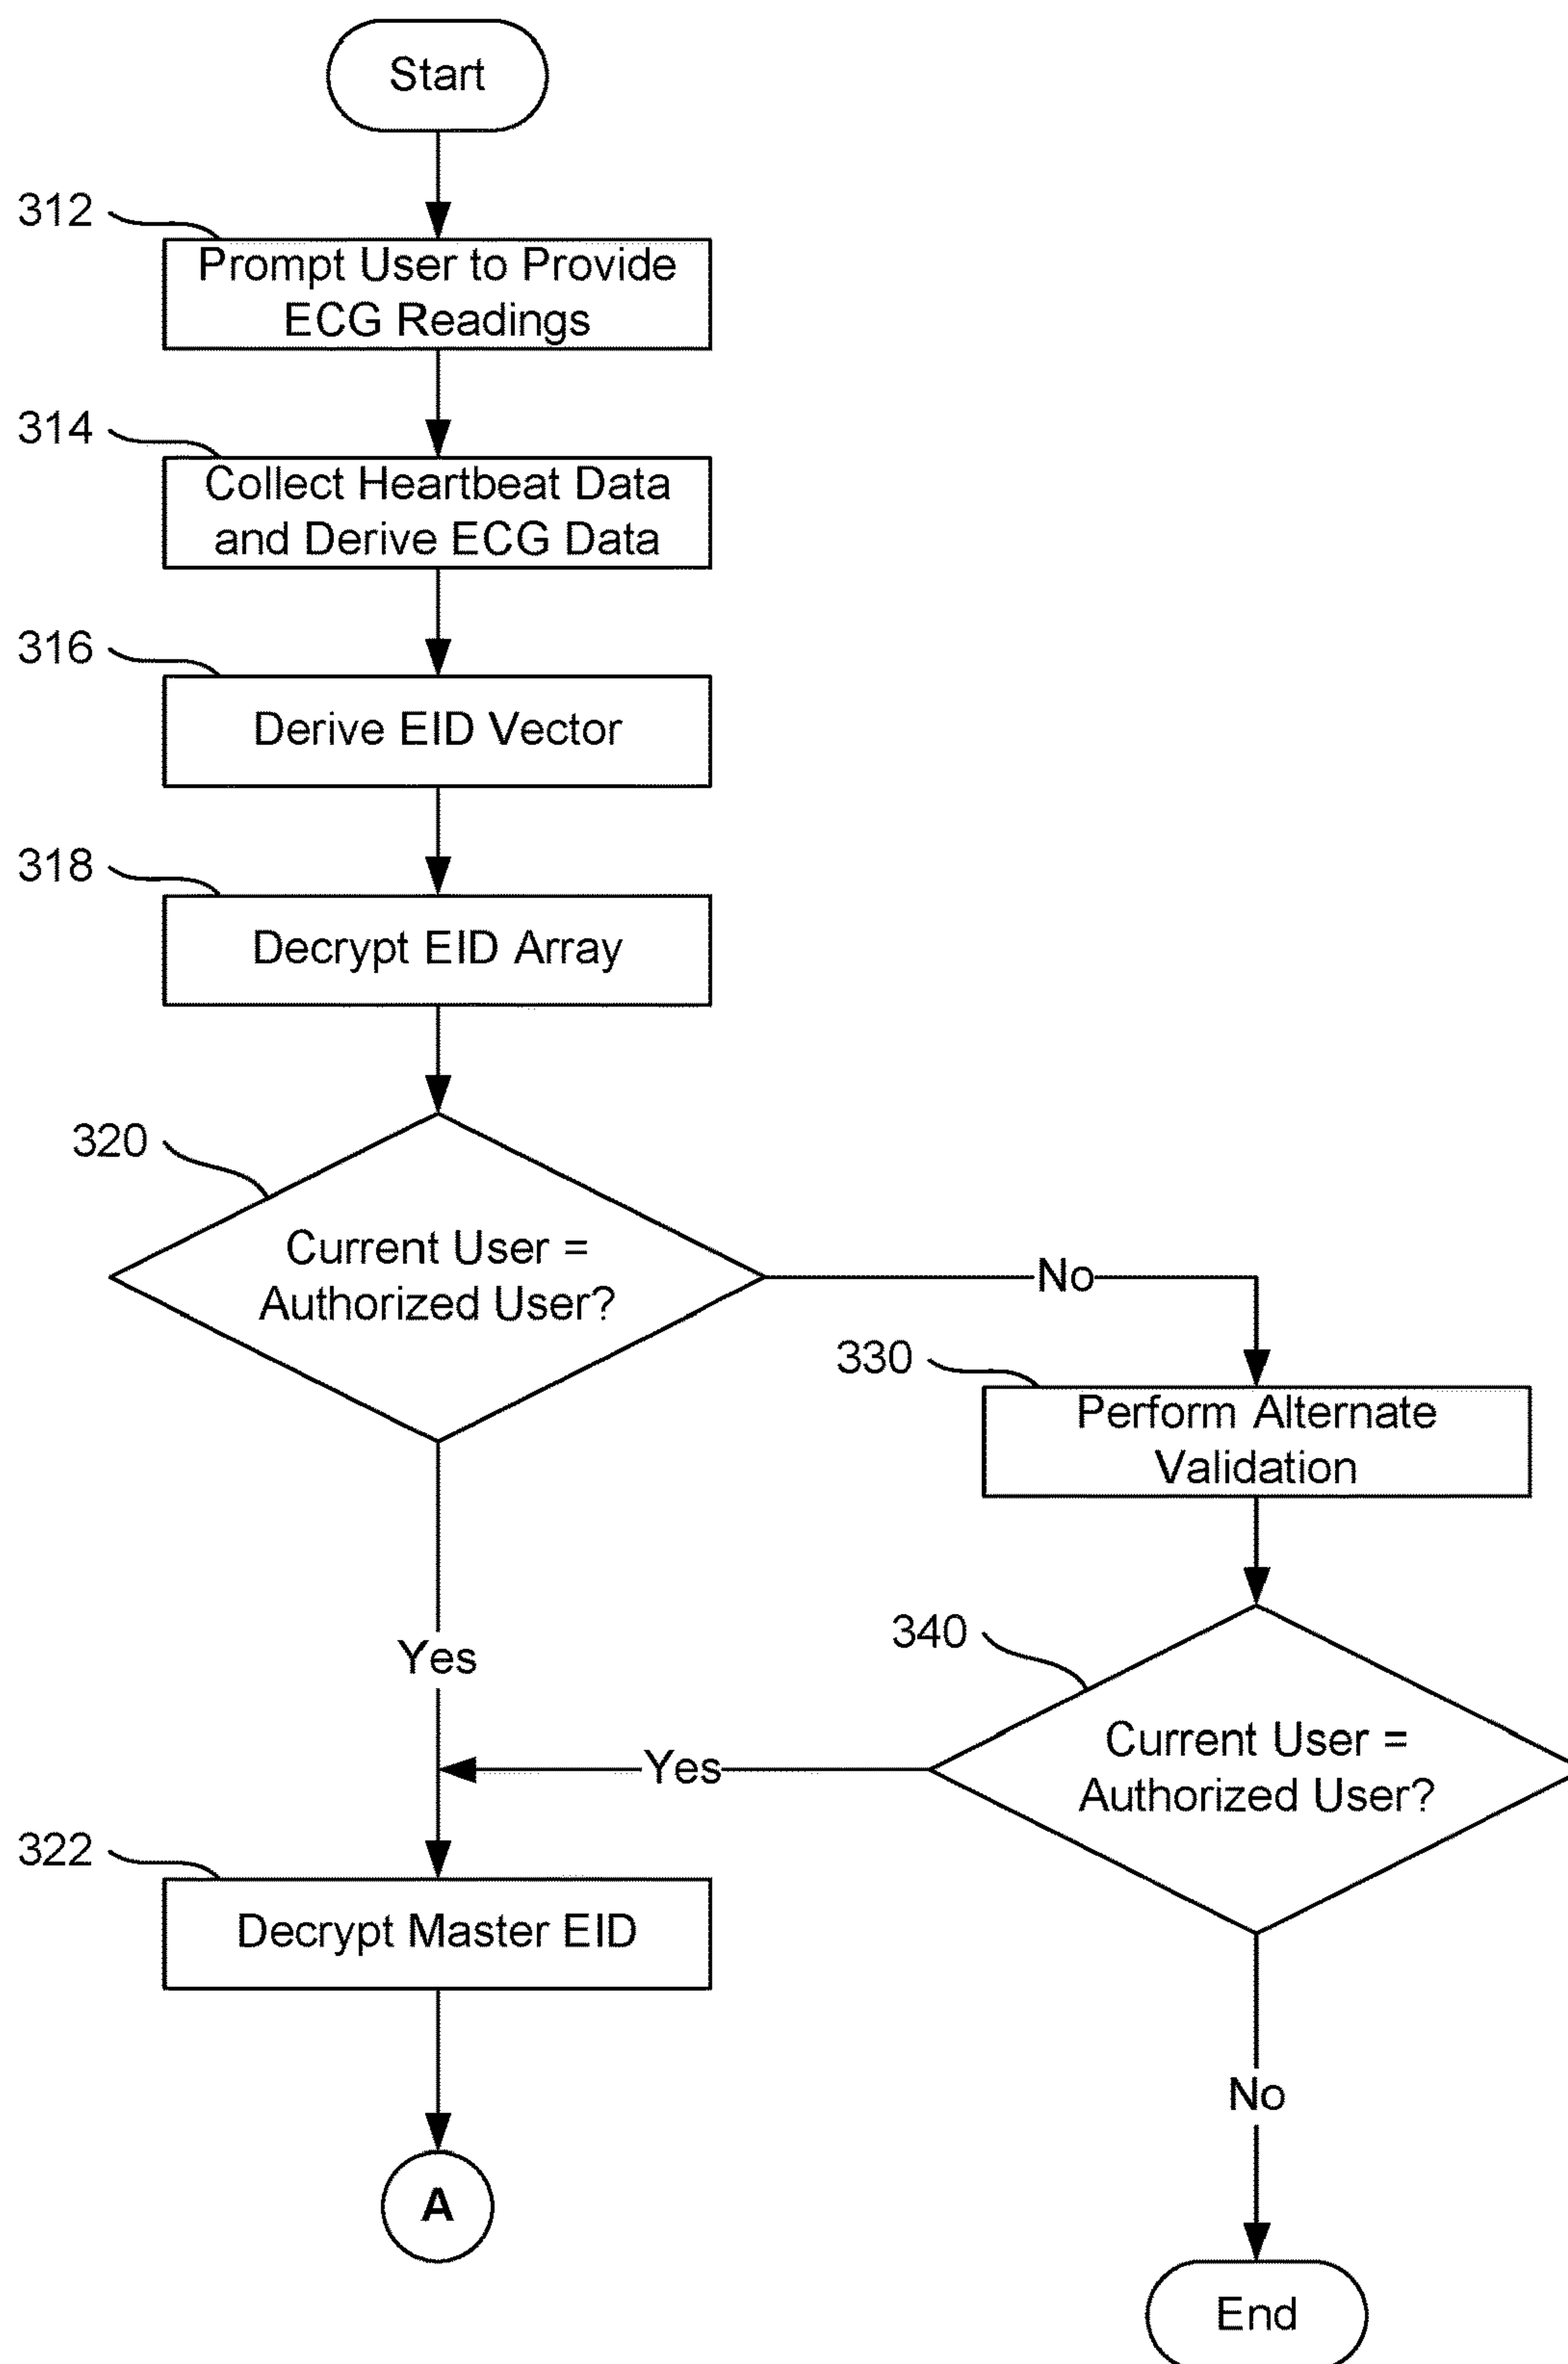 Start
312
Prompt User to Provide
ECG Readings
314
Collect Heartbeat Data
and Derive ECG Data
316
Derive EID Vector
318
Decrypt EID Array
320
Current User =
Authorized User?
No
330
Perform Alternate
Validation
340
Yes
Current User =
Authorized User?
Yes
322
Decrypt Master EID
No
A
End